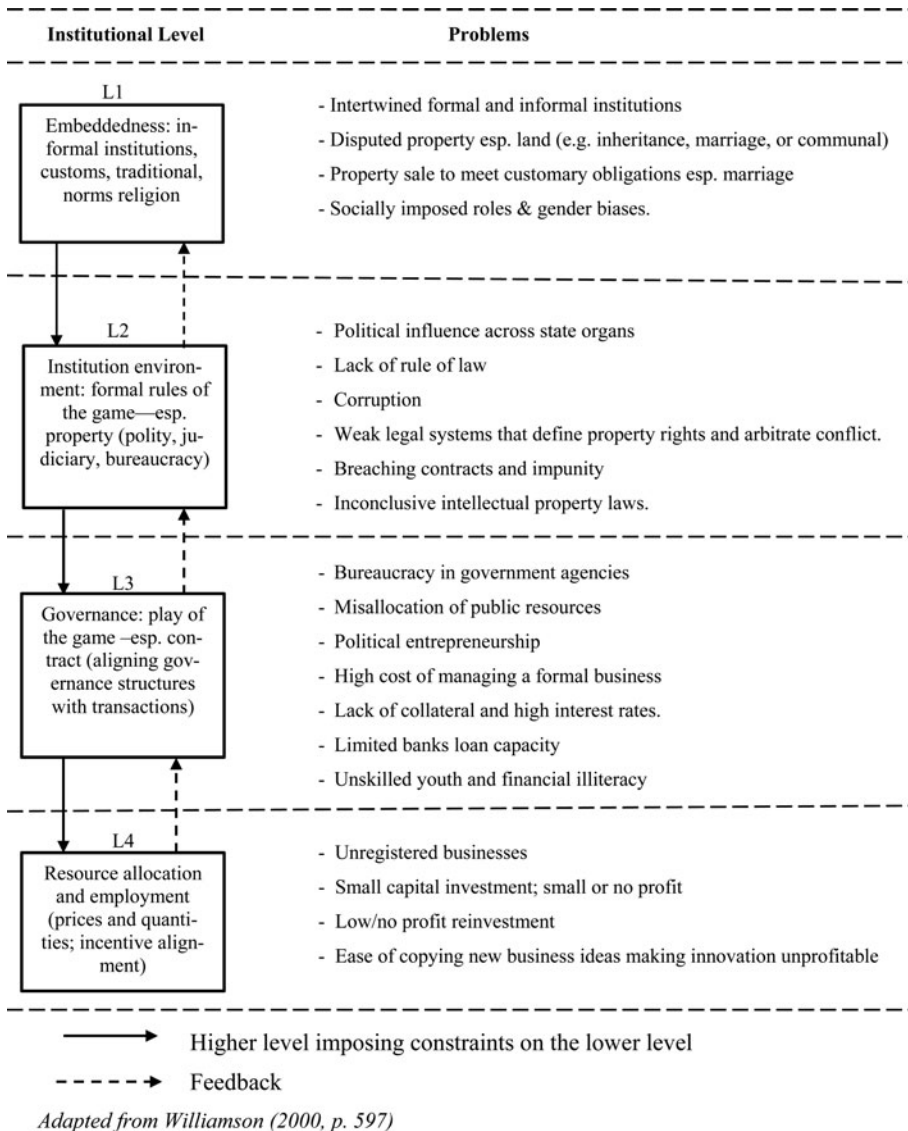 Institutional Level Problems
L1
Embeddedness: in-
formal institutions,
customs, traditional,
norms religion
- Intertwined formal and informal institutions
- Disputed property esp. land (e.g. inheritance, marriage, or communal)
- Property sale to meet customary obligations esp. marriage
- Socially imposed roles & gender biases.
L2
Institution environ-
ment: formal rules of
the game—esp.
property (polity, ju-
diciary, bureaucracy)
- Political influence across state organs
- Lack of rule of law
- Corruption
- Weak legal systems that define property rights and arbitrate conflict.
- Breaching contracts and impunity
- Inconclusive intellectual property laws.
L3
Governance: play of
the game –esp. con-
tract (aligning gov-
ernance structures
with transactions)
- Bureaucracy in government agencies
- Misallocation of public resources
- Political entrepreneurship
- High cost of managing a formal business
- Lack of collateral and high interest rates.
- Limited banks loan capacity
- Unskilled youth and financial illiteracy
L4
Resource allocation
and employment
(prices and quanti-
ties; incentive align-
ment)
- Unregistered businesses
- Small capital investment; small or no profit
- Low/no profit reinvestment
- Ease of copying new business ideas making innovation unprofitable
Higher level imposing constraints on the lower level
Feedback
Adapted from Williamson (2000, p. 597)